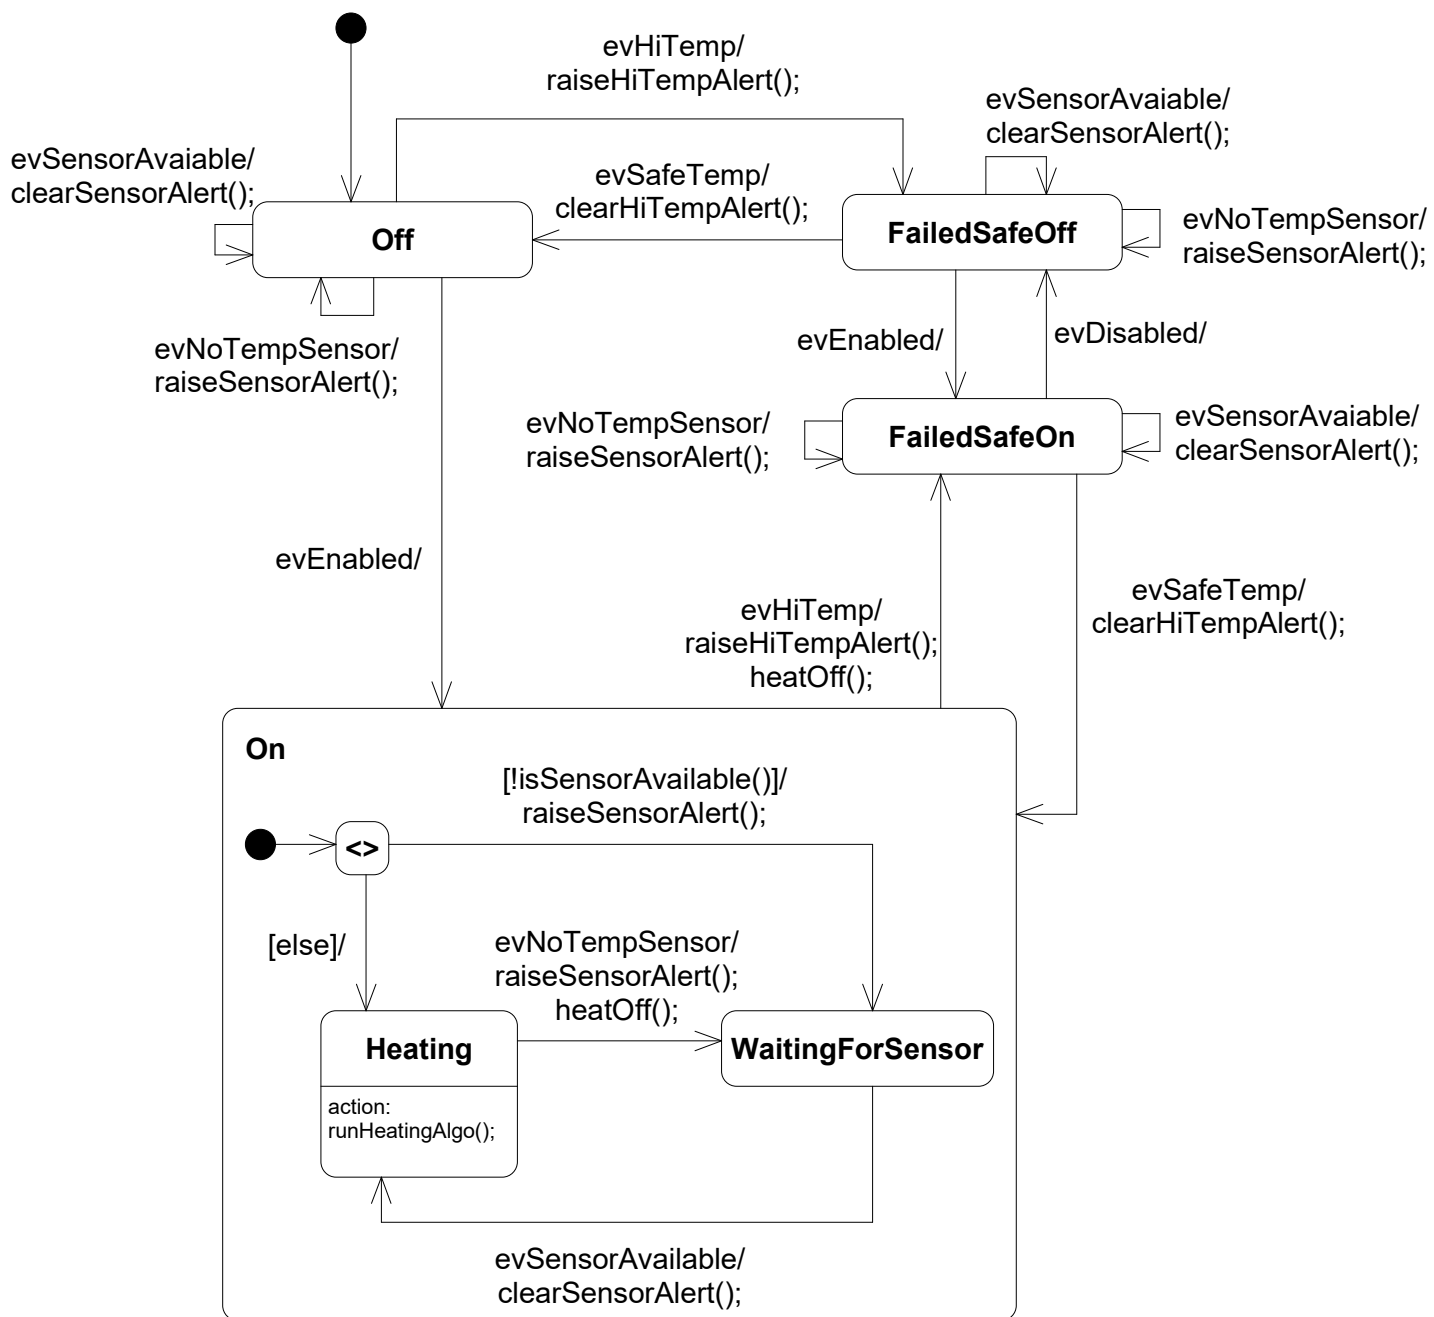 evHiTemp/
raiseHiTempAlert();
evSensorAvaiable/
clearSensorAlert();
evSensorAvaiable/
clearSensorAlert();
evSafeTemp/
clearHiTempAlert();
Off
FailedSafeOff
evNoTempSensor/
raiseSensorAlert();
evNoTempSensor/
raiseSensorAlert();
evEnabled/
evDisabled/
evNoTempSensor/
raiseSensorAlert();
FailedSafeOn
evSensorAvaiable/
clearSensorAlert();
evEnabled/
evHiTemp/
raiseHiTempAlert();
heatOff();
evSafeTemp/
clearHiTempAlert();
On
[!isSensorAvailable()]/
raiseSensorAlert();
<>
[else]/
evNoTempSensor/
raiseSensorAlert();
heatOff();
Heating
WaitingForSensor
action:
runHeatingAlgo();
evSensorAvailable/
clearSensorAlert();